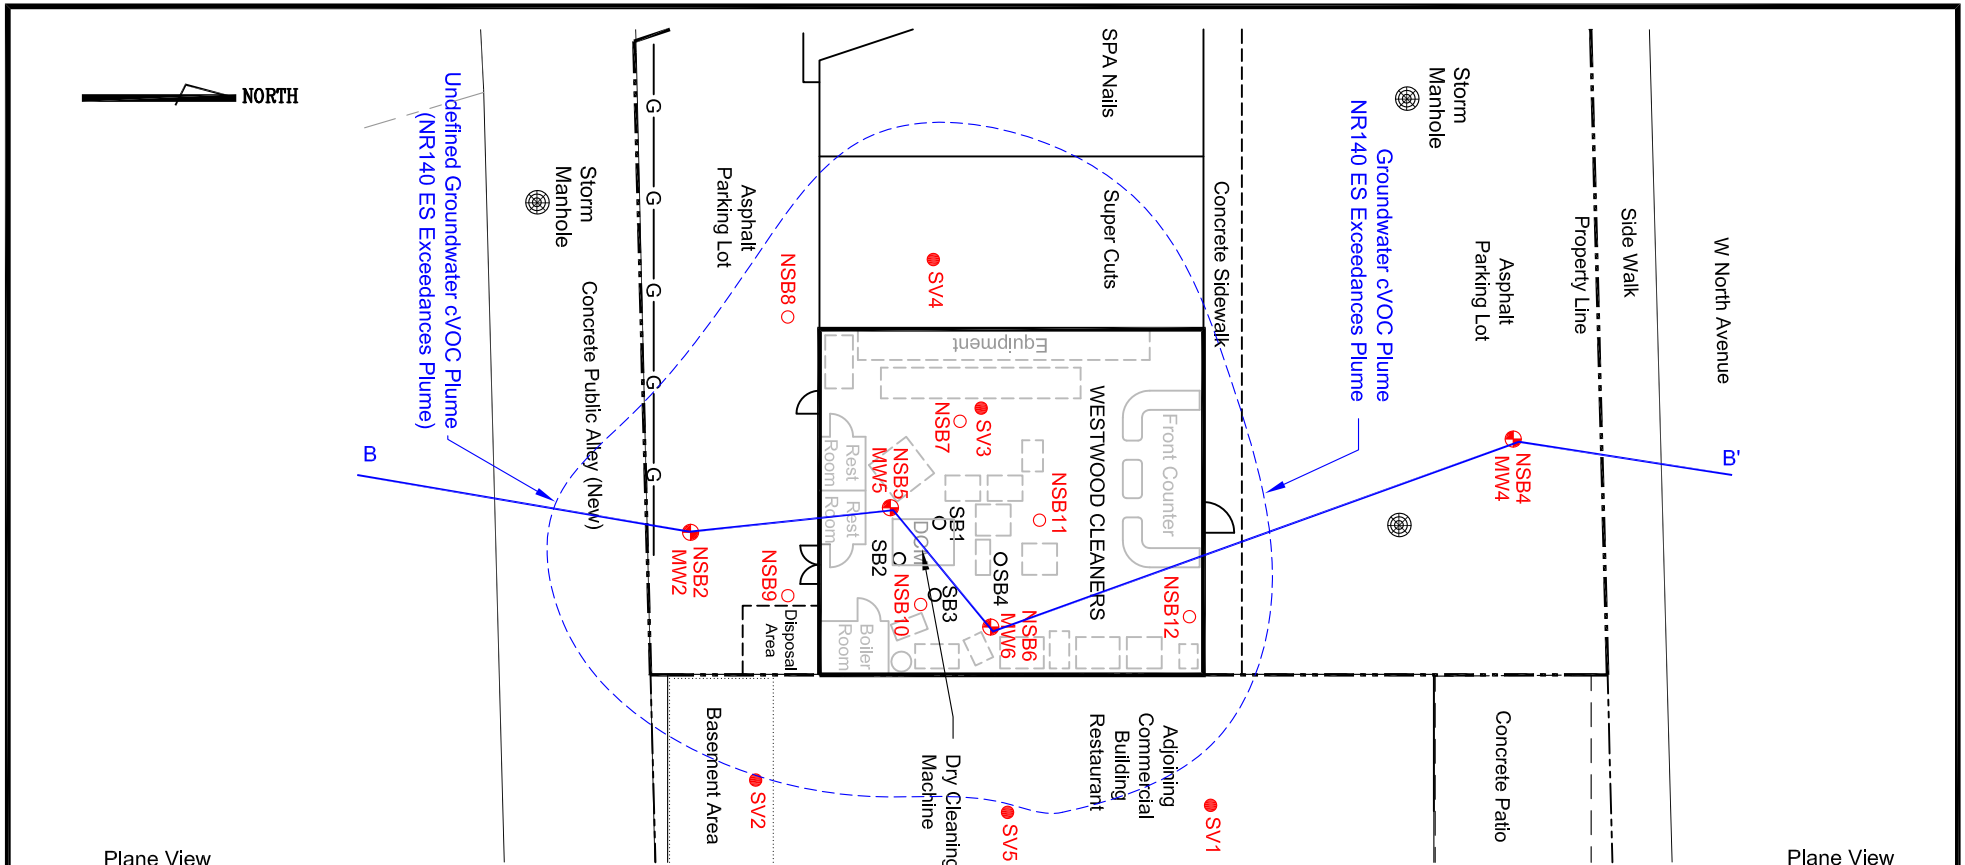 NORTH
Undefined Groundwater cVOC Plume
(NR140 ES Exceedances Plume)
Storm
Manhole
Concrete Public Alley (New)
G
G
G
G
G
Asphalt
Parking Lot
SPA Nails
Super Cuts
Concrete Sidewalk
Groundwater cVOC Plume
NR140 ES Exceedances Plume
Storm
Manhole
Asphalt
Parking Lot
Property Line
Side Walk
W North Avenue
NSB8
SV4
Equipment
WESTWOOD CLEANERS
Front Counter
SV3
NSB7
Rest
Room
Rest
Room
NSB5
MW5
SB1
DCM
SB2
NSB11
SB4
SB3
NSB10
NSB6
MW6
NSB12
Boiler
Room
B
B'
NSB4
MW4
NSB2
MW2
NSB9
Disposal
Area
Basement Area
SV2
Dry Cleaning
Machine
SV5
Adjoining
Commercial
Building
Restaurant
SV1
Concrete Patio
Plane View
Plane View